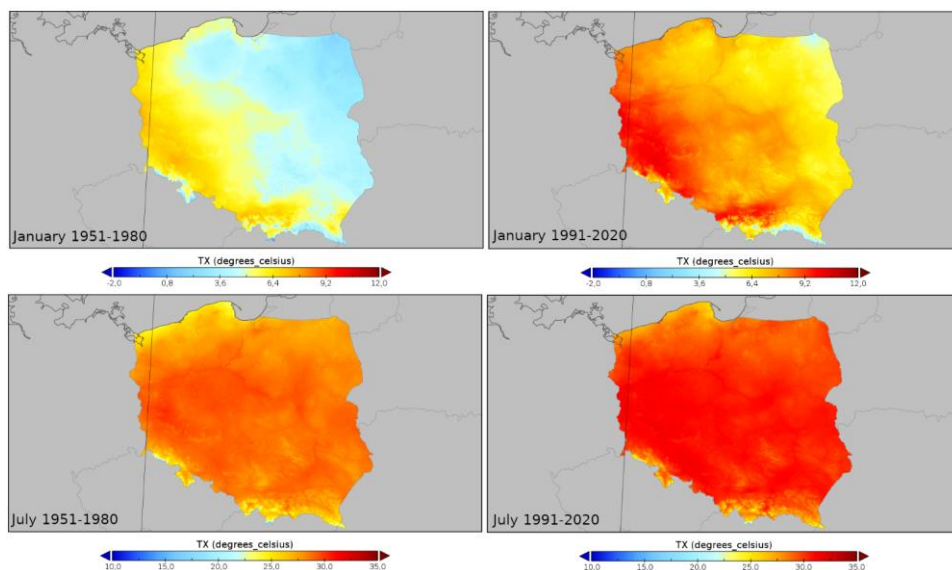 January 1951-1980
TX (degrees_celsius)
-2,0 0,8 3,6 6,4 9,2 12,0
January 1991-2020
TX (degrees_celsius)
-2,0 0,8 3,6 6,4 9,2 12,0
July 1951-1980
TX (degrees_celsius)
10,0 15,0 20,0 25,0 30,0 35,0
July 1991-2020
TX (degrees_celsius)
10,0 15,0 20,0 25,0 30,0 35,0